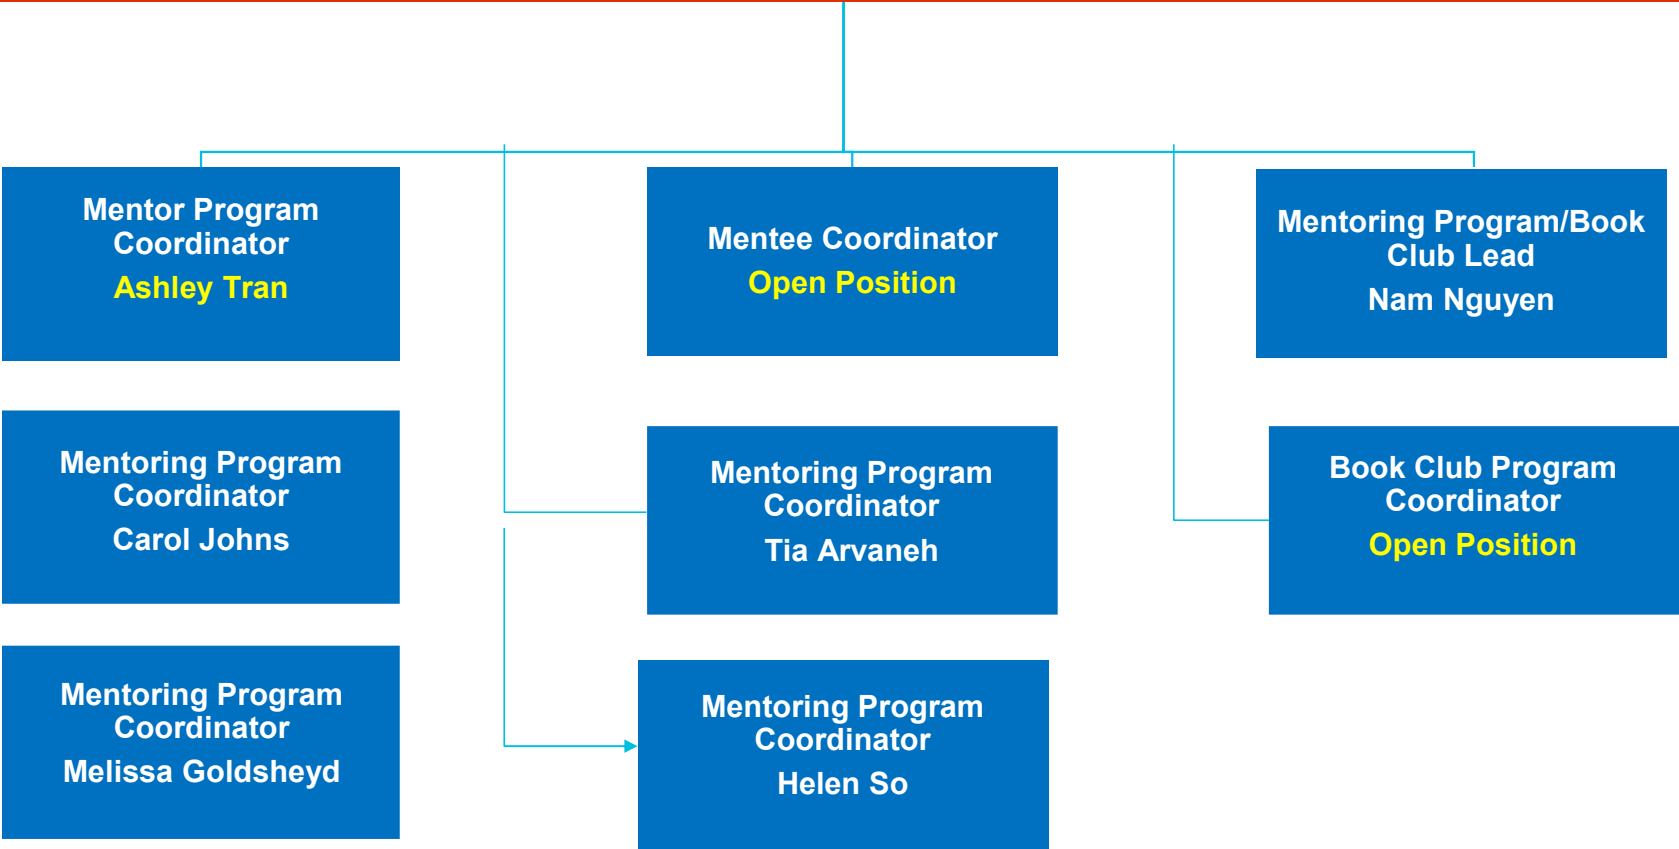 Mentor Program
Coordinator
Ashley Tran
Mentee Coordinator
Open Position
Mentoring Program/Book
Club Lead
Nam Nguyen
Mentoring Program
Coordinator
Carol Johns
Mentoring Program
Coordinator
Tia Arvaneh
Book Club Program
Coordinator
Open Position
Mentoring Program
Coordinator
Melissa Goldsheyd
Mentoring Program
Coordinator
Helen So